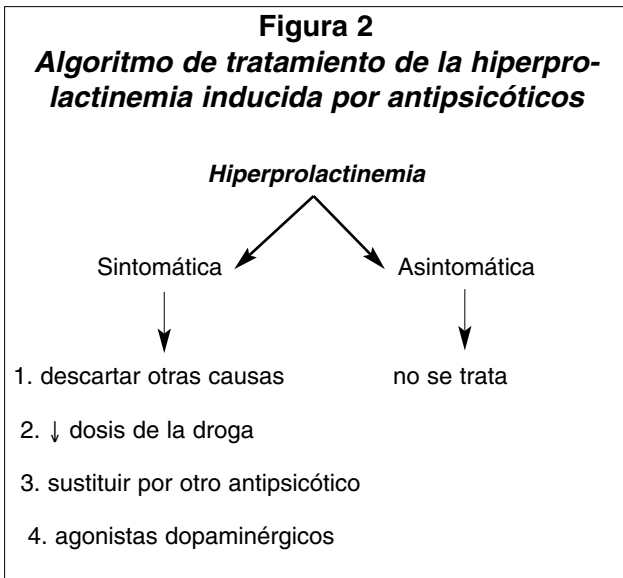 Figura 2
Algoritmo de tratamiento de la hiperpro-
lactinemia inducida por antipsicóticos
Hiperprolactinemia
Sintomática Asintomática
1. descartar otras causas no se trata
2. ↓ dosis de la droga
3. sustituir por otro antipsicótico
4. agonistas dopaminérgicos